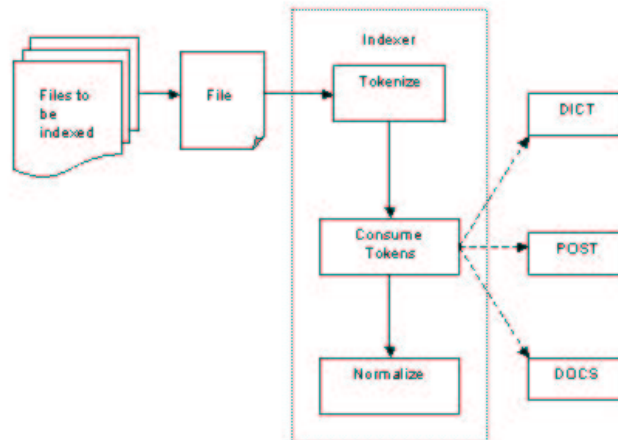 Indexer
Files to
be
indexed
File
Tokenize
DICT
Consume
Tokens
POST
Normalize
DOCS